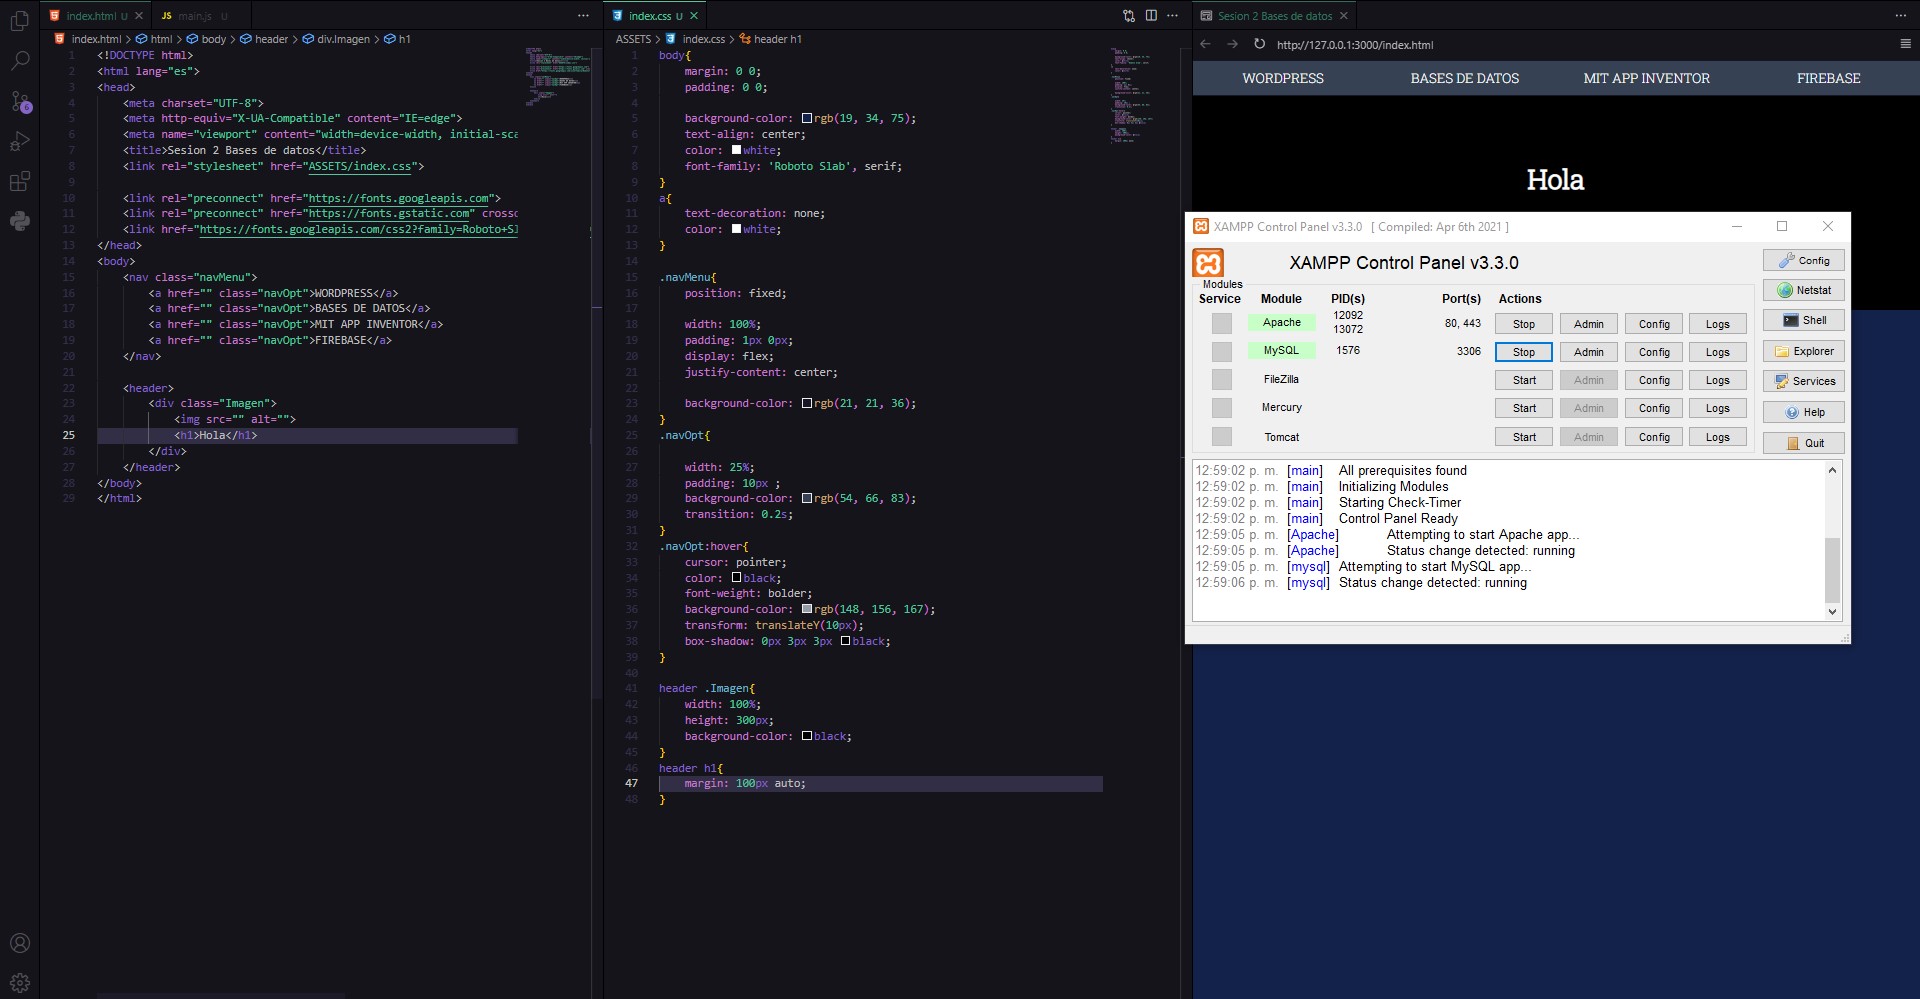 index.html U
JS main.js U
index.html > html > body > header > div.Imagen > h1
1 <!DOCTYPE html>
2 <html lang="es">
3 <head>
4 <meta charset="UTF-8">
5 <meta http-equiv="X-UA-Compatible" content="IE=edge">
6 <meta name="viewport" content="width=device-width, initial-sca
7 <title>Sesion 2 Bases de datos</title>
8 <link rel="stylesheet" href="ASSETS/index.css">
9
10 <link rel="preconnect" href="https://fonts.googleapis.com">
11 <link rel="preconnect" href="https://fonts.gstatic.com" crosso
12 <link href="https://fonts.googleapis.com/css2?family=Roboto+Sl
13 </head>
14 <body>
15 <nav class="navMenu">
16 <a href="" class="navOpt">WORDPRESS</a>
17 <a href="" class="navOpt">BASES DE DATOS</a>
18 <a href="" class="navOpt">MIT APP INVENTOR</a>
19 <a href="" class="navOpt">FIREBASE</a>
20 </nav>
21
22 <header>
23 <div class="Imagen">
24 <img src="" alt="">
25 <h1>Hola</h1>
26 </div>
27 </header>
28 </body>
29 </html>
6
index.css U
ASSETS > index.css > header h1
1 body{
2 margin: 0 0;
3 padding: 0 0;
4
5 background-color: rgb(19, 34, 75);
6 text-align: center;
7 color: white;
8 font-family: 'Roboto Slab', serif;
9 }
10 a{
11 text-decoration: none;
12 color: white;
13 }
14
15 .navMenu{
16 position: fixed;
17
18 width: 100%;
19 padding: 1px 0px;
20 display: flex;
21 justify-content: center;
22
23 background-color: rgb(21, 21, 36);
24 }
25 .navOpt{
26
27 width: 25%;
28 padding: 10px ;
29 background-color: rgb(54, 66, 83);
30 transition: 0.2s;
31 }
32 .navOpt:hover{
33 cursor: pointer;
34 color: black;
35 font-weight: bolder;
36 background-color: rgb(148, 156, 167);
37 transform: translateY(10px);
38 box-shadow: 0px 3px 3px black;
39 }
40
41 header .Imagen{
42 width: 100%;
43 height: 300px;
44 background-color: black;
45 }
46 header h1{
47 margin: 100px auto;
48 }
Sesion 2 Bases de datos
http://127.0.0.1:3000/index.html
WORDPRESS BASES DE DATOS MIT APP INVENTOR FIREBASE
Hola
XAMPP Control Panel v3.3.0 [ Compiled: Apr 6th 2021 ]
XAMPP Control Panel v3.3.0
Modules
Service Module PID(s) Port(s) Actions
Apache 12092 13072 80, 443 Stop Admin Config Logs
MySQL 1576 3306 Stop Admin Config Logs
FileZilla Start Admin Config Logs
Mercury Start Admin Config Logs
Tomcat Start Admin Config Logs
Config
Netstat
Shell
Explorer
Services
Help
Quit
12:59:02 p. m. [main] All prerequisites found
12:59:02 p. m. [main] Initializing Modules
12:59:02 p. m. [main] Starting Check-Timer
12:59:02 p. m. [main] Control Panel Ready
12:59:05 p. m. [Apache] Attempting to start Apache app...
12:59:05 p. m. [Apache] Status change detected: running
12:59:05 p. m. [mysql] Attempting to start MySQL app...
12:59:06 p. m. [mysql] Status change detected: running